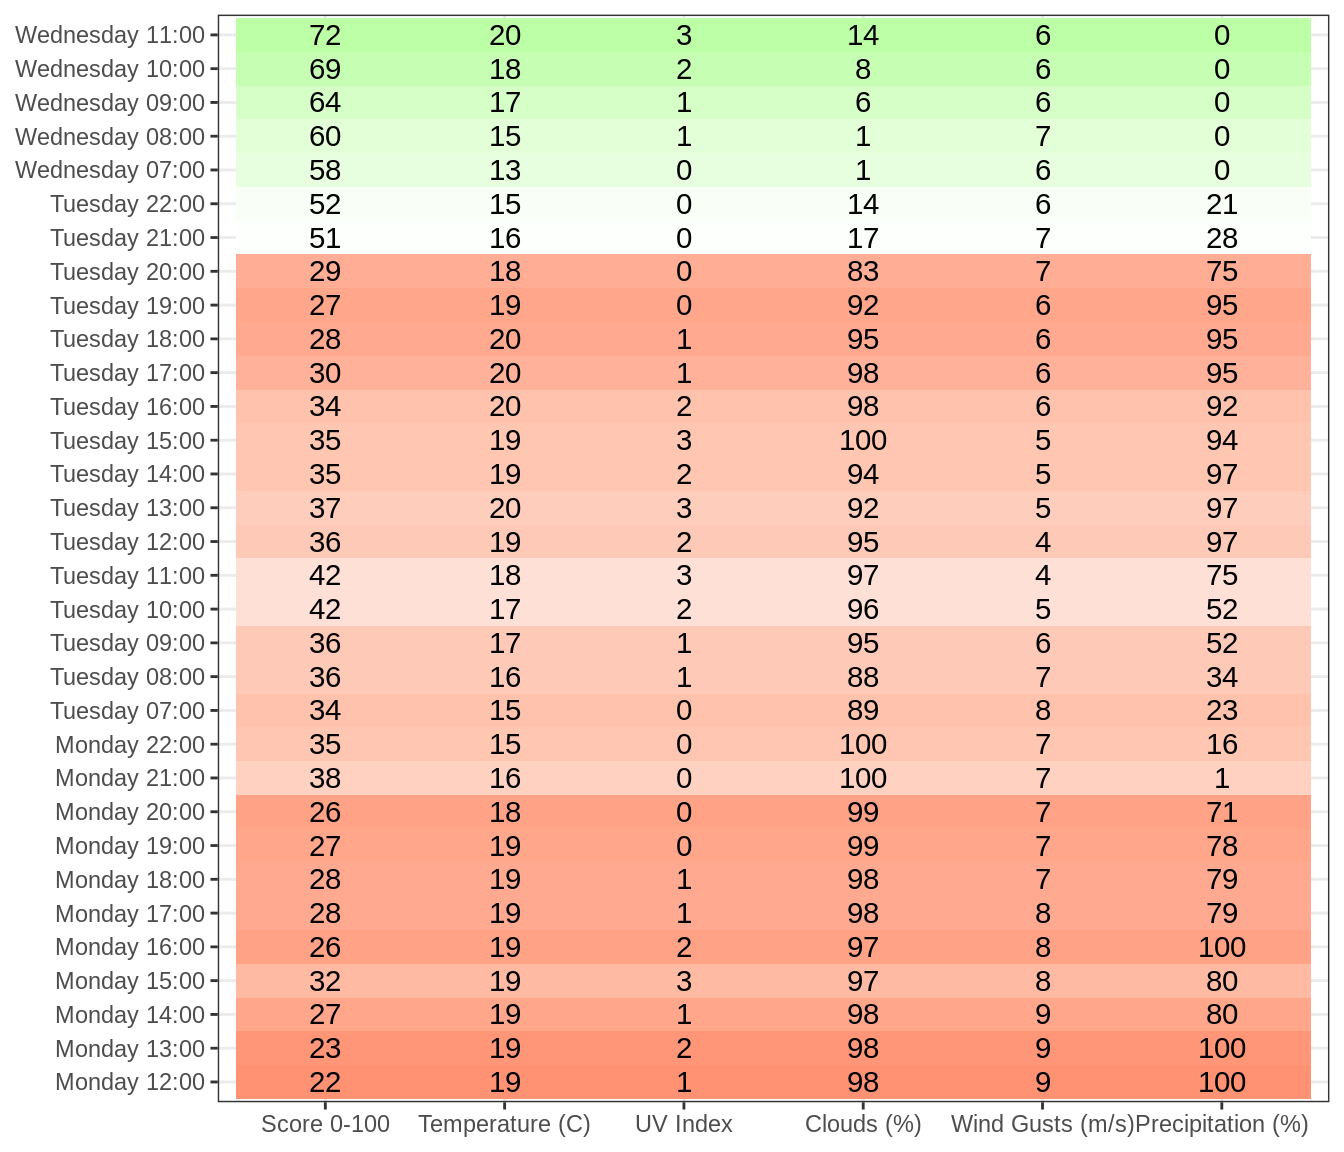 Wednesday 11:00 72 20 3 14 6 0
Wednesday 10:00 69 18 2 8 6 0
Wednesday 09:00 64 17 1 6 6 0
Wednesday 08:00 60 15 1 1 7 0
Wednesday 07:00 58 13 0 1 6 0
Tuesday 22:00 52 15 0 14 6 21
Tuesday 21:00 51 16 0 17 7 28
Tuesday 20:00 29 18 0 83 7 75
Tuesday 19:00 27 19 0 92 6 95
Tuesday 18:00 28 20 1 95 6 95
Tuesday 17:00 30 20 1 98 6 95
Tuesday 16:00 34 20 2 98 6 92
Tuesday 15:00 35 19 3 100 5 94
Tuesday 14:00 35 19 2 94 5 97
Tuesday 13:00 37 20 3 92 5 97
Tuesday 12:00 36 19 2 95 4 97
Tuesday 11:00 42 18 3 97 4 75
Tuesday 10:00 42 17 2 96 5 52
Tuesday 09:00 36 17 1 95 6 52
Tuesday 08:00 36 16 1 88 7 34
Tuesday 07:00 34 15 0 89 8 23
Monday 22:00 35 15 0 100 7 16
Monday 21:00 38 16 0 100 7 1
Monday 20:00 26 18 0 99 7 71
Monday 19:00 27 19 0 99 7 78
Monday 18:00 28 19 1 98 7 79
Monday 17:00 28 19 1 98 8 79
Monday 16:00 26 19 2 97 8 100
Monday 15:00 32 19 3 97 8 80
Monday 14:00 27 19 1 98 9 80
Monday 13:00 23 19 2 98 9 100
Monday 12:00 22 19 1 98 9 100
Score 0-100 Temperature (C) UV Index Clouds (%) Wind Gusts (m/s) Precipitation (%)